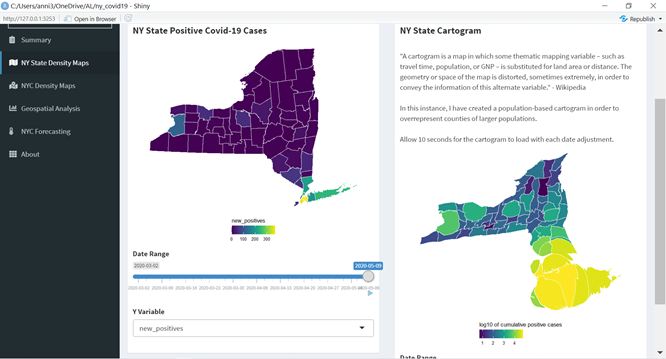 C:/Users/anni3/OneDrive/AL/ny_covid19 - Shiny
http://127.0.0.1:3253
Open in Browser
Republish
Summary
NY State Density Maps
NYC Density Maps
Geospatial Analysis
NYC Forecasting
About
NY State Positive Covid-19 Cases
new_positives
0 100 200 300
Date Range
2020-03-02
2020-05-09
2020-03-02 2020-03-09 2020-03-16 2020-03-23 2020-03-30 2020-04-06 2020-04-13 2020-04-20 2020-04-27
Y Variable
new_positives
NY State Cartogram
"A cartogram is a map in which some thematic mapping variable – such as
travel time, population, or GNP – is substituted for land area or distance. The
geometry or space of the map is distorted, sometimes extremely, in order to
convey the information of this alternate variable." - Wikipedia
In this instance, I have created a population-based cartogram in order to
overrepresent counties of larger populations.
Allow 10 seconds for the cartogram to load with each date adjustment.
log10 of cumulative positive cases
1 2 3 4
Date Range